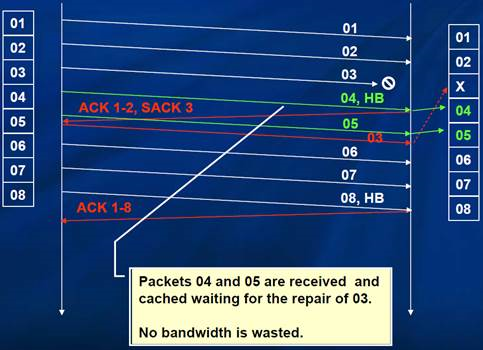 01
02
03
04
05
06
07
08
01
02
03
04, HB
ACK 1-2, SACK 3
05
03
06
07
08, HB
ACK 1-8
01
02
X
04
05
06
07
08
Packets 04 and 05 are received and
cached waiting for the repair of 03.
No bandwidth is wasted.